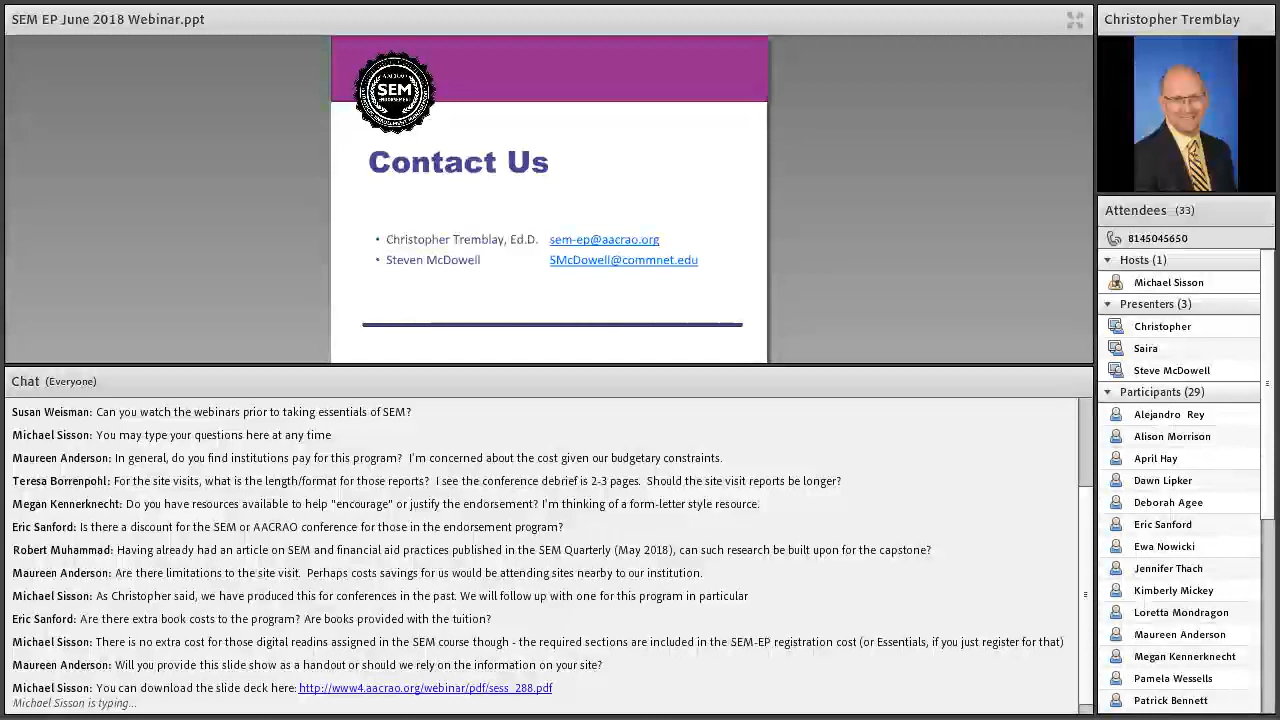 SEM EP June 2018 Webinar.ppt
AACRAO
SEM
Contact Us
• Christopher Tremblay, Ed.D. sem-ep@aacrao.org
• Steven McDowell SMcDowell@commnet.edu
Chat (Everyone)
Susan Weisman: Can you watch the webinars prior to taking essentials of SEM?
Michael Sisson: You may type your questions here at any time
Maureen Anderson: In general, do you find institutions pay for this program? I'm concerned about the cost given our budgetary constraints.
Teresa Borrenpohl: For the site visits, what is the length/format for those reports? I see the conference debrief is 2-3 pages. Should the site visit reports be longer?
Megan Kennerknecht: Do you have resources available to help "encourage" or justify the endorsement? I'm thinking of a form-letter style resource.
Eric Sanford: Is there a discount for the SEM or AACRAO conference for those in the endorsement program?
Robert Muhammad: Having already had an article on SEM and financial aid practices published in the SEM Quarterly (May 2018), can such research be built upon for the capstone?
Maureen Anderson: Are there limitations to the site visit. Perhaps costs savings for us would be attending sites nearby to our institution.
Michael Sisson: As Christopher said, we have produced this for conferences in the past. We will follow up with one for this program in particular
Eric Sanford: Are there extra book costs to the program? Are books provided with the tuition?
Michael Sisson: There is no extra cost for those digital readins assigned in the SEM course though - the required sections are included in the SEM-EP registration cost (or Essentials, if you just register for that)
Maureen Anderson: Will you provide this slide show as a handout or should we rely on the information on your site?
Michael Sisson: You can download the slide deck here: http://www4.aacrao.org/webinar/pdf/sess_288.pdf
Michael Sisson is typing...
Christopher Tremblay
Attendees (33)
8145045650
Hosts (1)
Michael Sisson
Presenters (3)
Christopher
Saira
Steve McDowell
Participants (29)
Alejandro Rey
Alison Morrison
April Hay
Dawn Lipker
Deborah Agee
Eric Sanford
Ewa Nowicki
Jennifer Thach
Kimberly Mickey
Loretta Mondragon
Maureen Anderson
Megan Kennerknecht
Pamela Wessells
Patrick Bennett